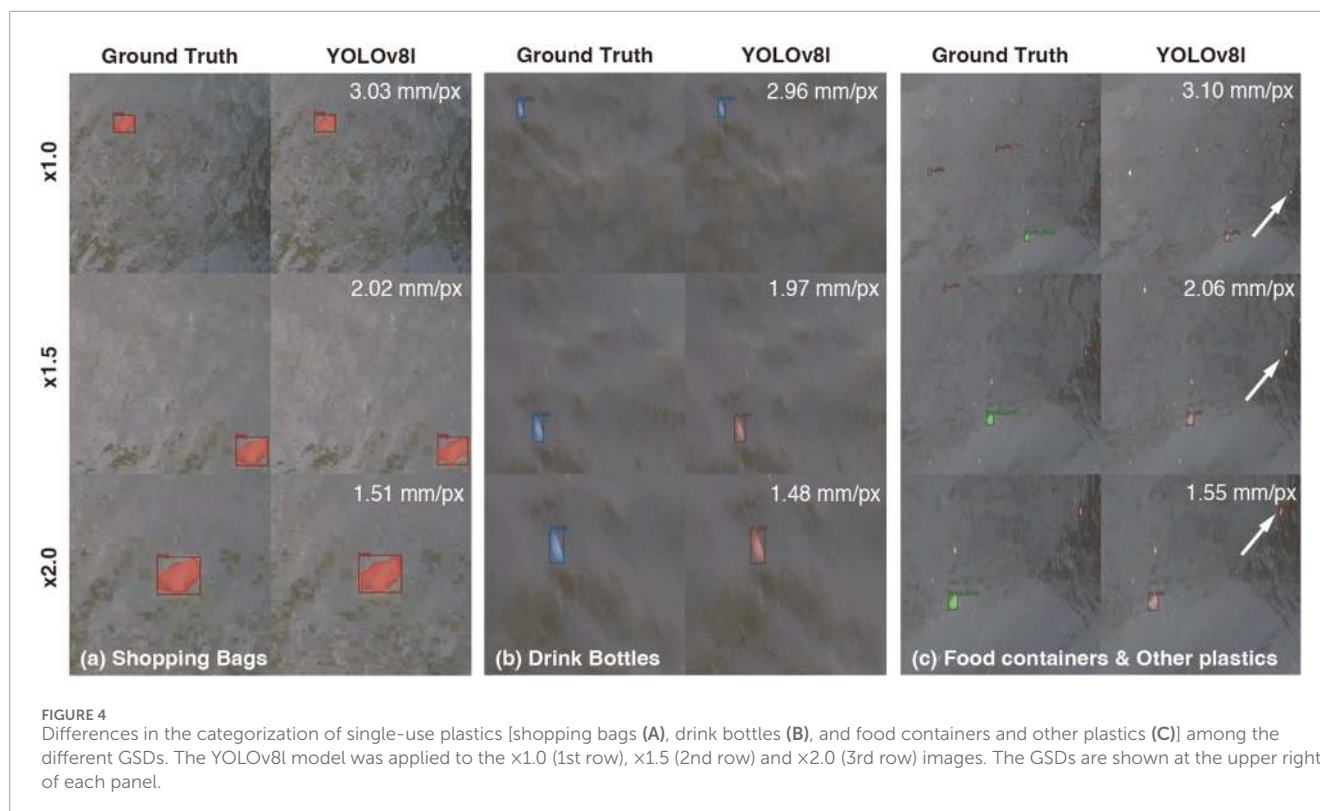 Ground Truth
YOLOv8l
Ground Truth
YOLOv8l
Ground Truth
YOLOv8l
x1.0
3.03 mm/px
2.96 mm/px
3.10 mm/px
x1.5
2.02 mm/px
1.97 mm/px
2.06 mm/px
x2.0
1.51 mm/px
1.48 mm/px
1.55 mm/px
(a) Shopping Bags
(b) Drink Bottles
(c) Food containers & Other plastics
FIGURE 4
Differences in the categorization of single-use plastics [shopping bags (A), drink bottles (B), and food containers and other plastics (C)] among the
different GSDs. The YOLOv8l model was applied to the ×1.0 (1st row), ×1.5 (2nd row) and ×2.0 (3rd row) images. The GSDs are shown at the upper right
of each panel.